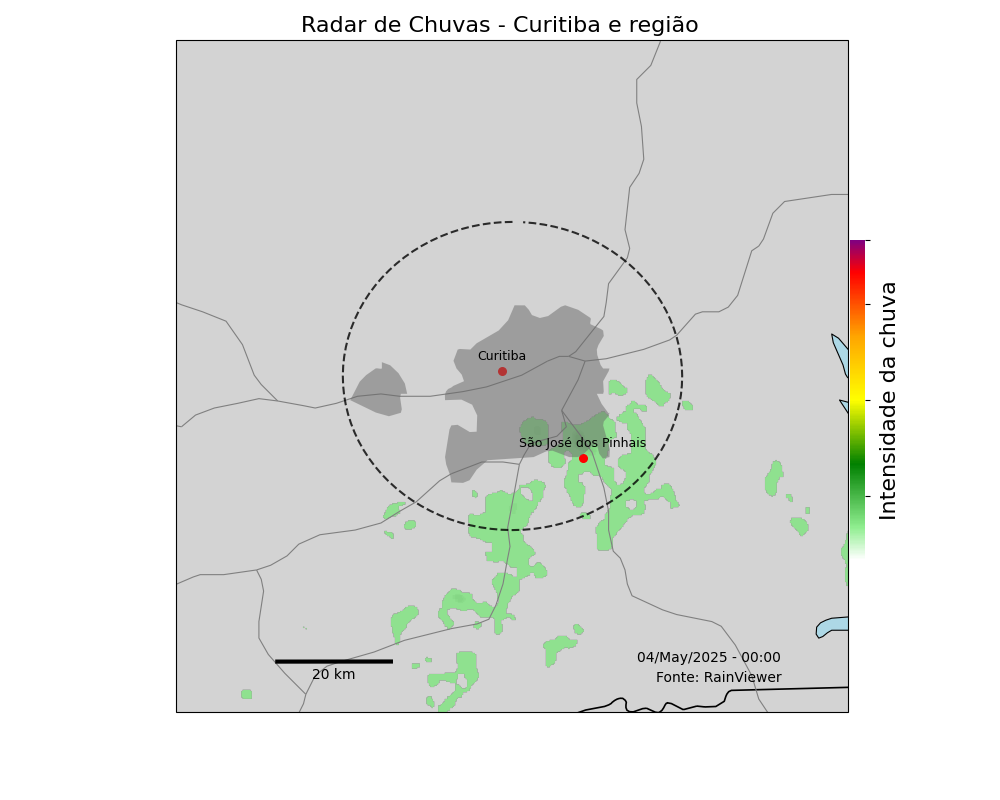 Radar de Chuvas - Curitiba e região
Curitiba
São José dos Pinhais
Intensidade da chuva
04/May/2025 - 00:00
Fonte: RainViewer
20 km